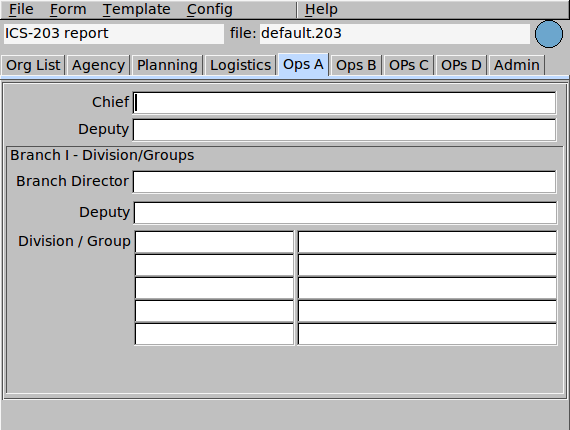 File Form Template Config Help
ICS-203 report file: default.203
Org List Agency Planning Logistics Ops A Ops B OPs C OPs D Admin
Chief
Deputy
Branch I - Division/Groups
Branch Director
Deputy
Division / Group